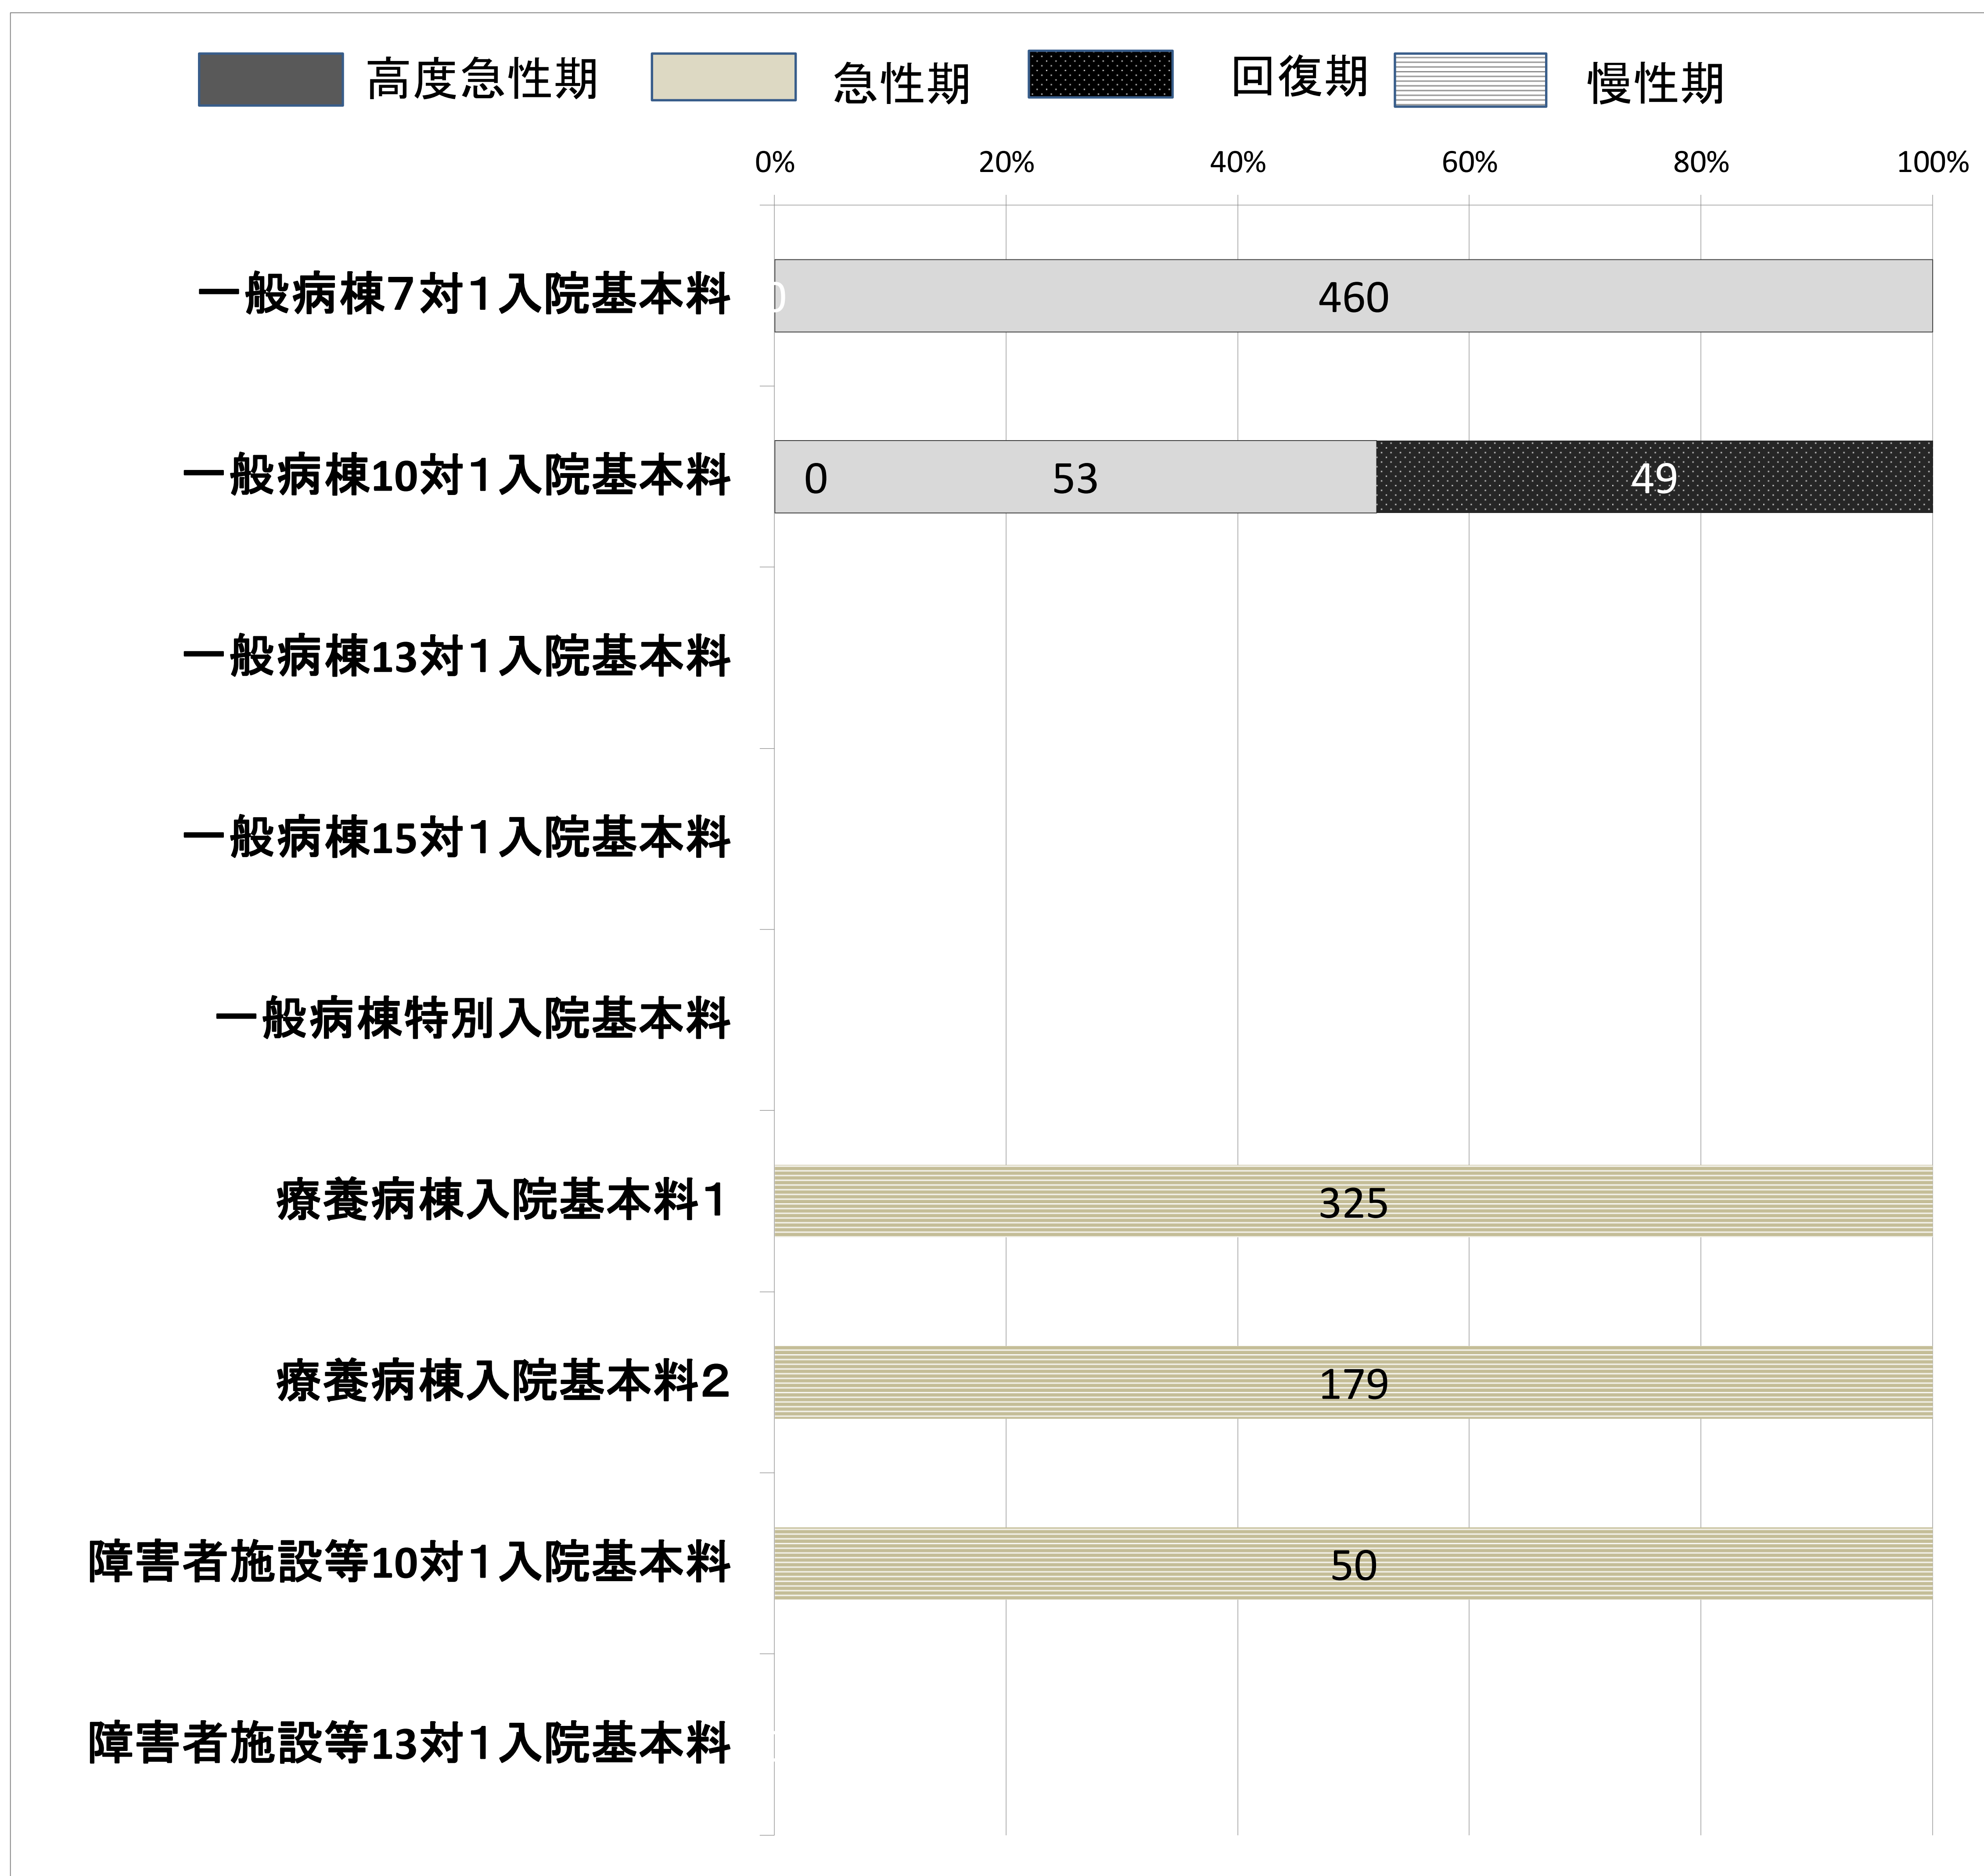 高度急性期 急性期 回復期 慢性期
0% 20% 40% 60% 80% 100%
一般病棟7対1入院基本料 0 460
一般病棟10対1入院基本料 0 53 49
一般病棟13対1入院基本料
一般病棟15対1入院基本料
一般病棟特別入院基本料
療養病棟入院基本料1 325
療養病棟入院基本料2 179
障害者施設等10対1入院基本料 50
障害者施設等13対1入院基本料